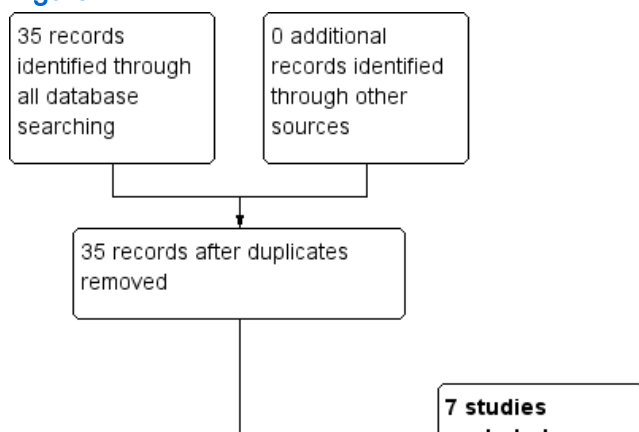 35 records
identified through
all database
searching
0 additional
records identified
through other
sources
35 records after duplicates
removed
7 studies